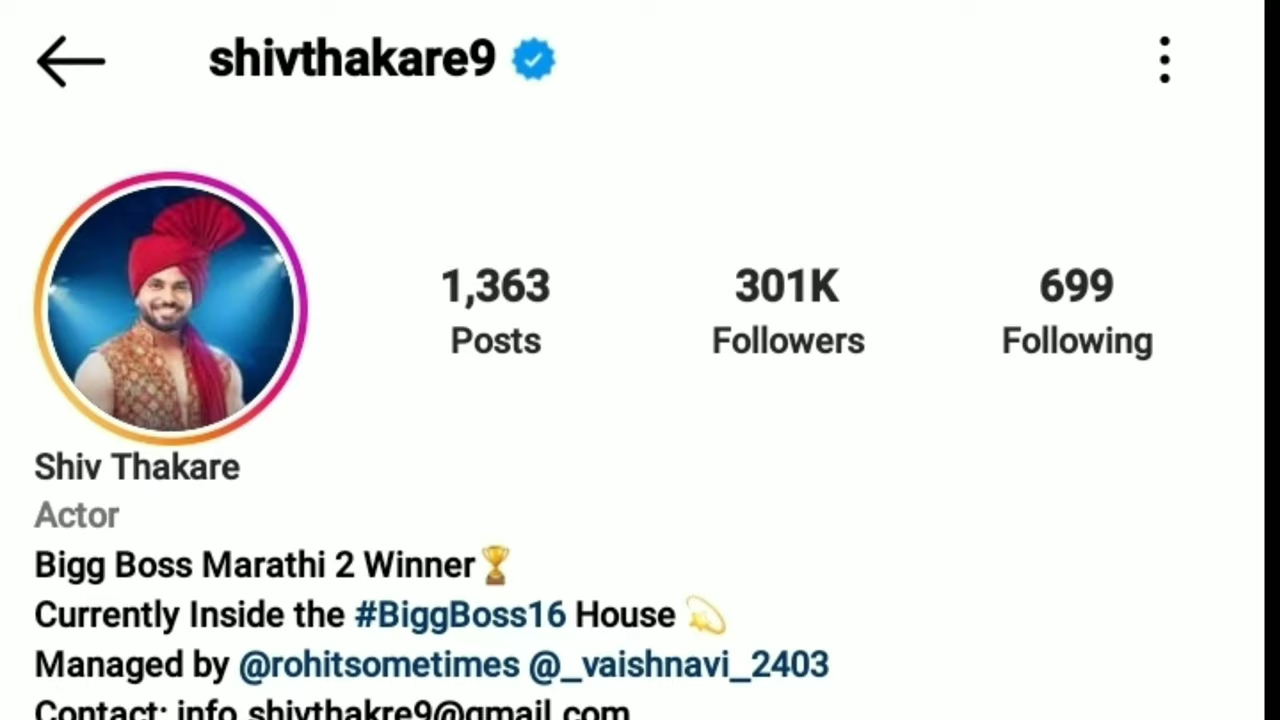 shivthakare9
1,363 301K 699
Posts Followers Following
Shiv Thakare
Actor
Bigg Boss Marathi 2 Winner🏆
Currently Inside the #BiggBoss16 House 💫
Managed by @rohitsometimes @_vaishnavi_2403
Contact: info.shivthakre9@gmail.com